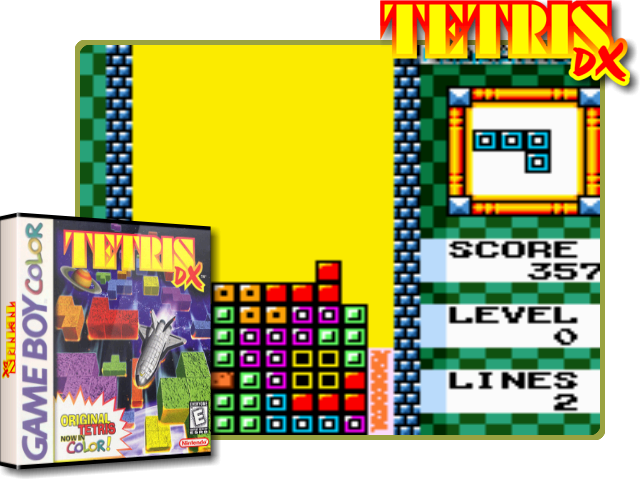 TETRIS
DX
SCORE
357
LEVEL
0
LINES
2
GAME BOY COLOR
Nintendo
TETRIS
DX
ORIGINAL
TETRIS
NOW IN
COLOR!
E
Nintendo